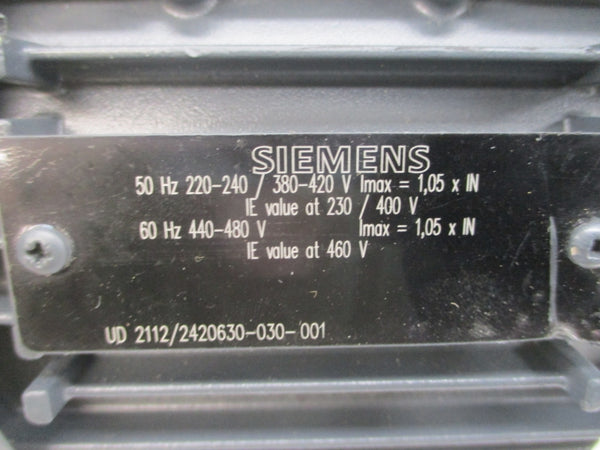 SIEMENS
50 Hz 220-240 / 380-420 V Imax = 1,05 x IN
IE value at 230 / 400 V
60 Hz 440-480 V Imax = 1,05 x IN
IE value at 460 V
UD 2112/2420630-030-001